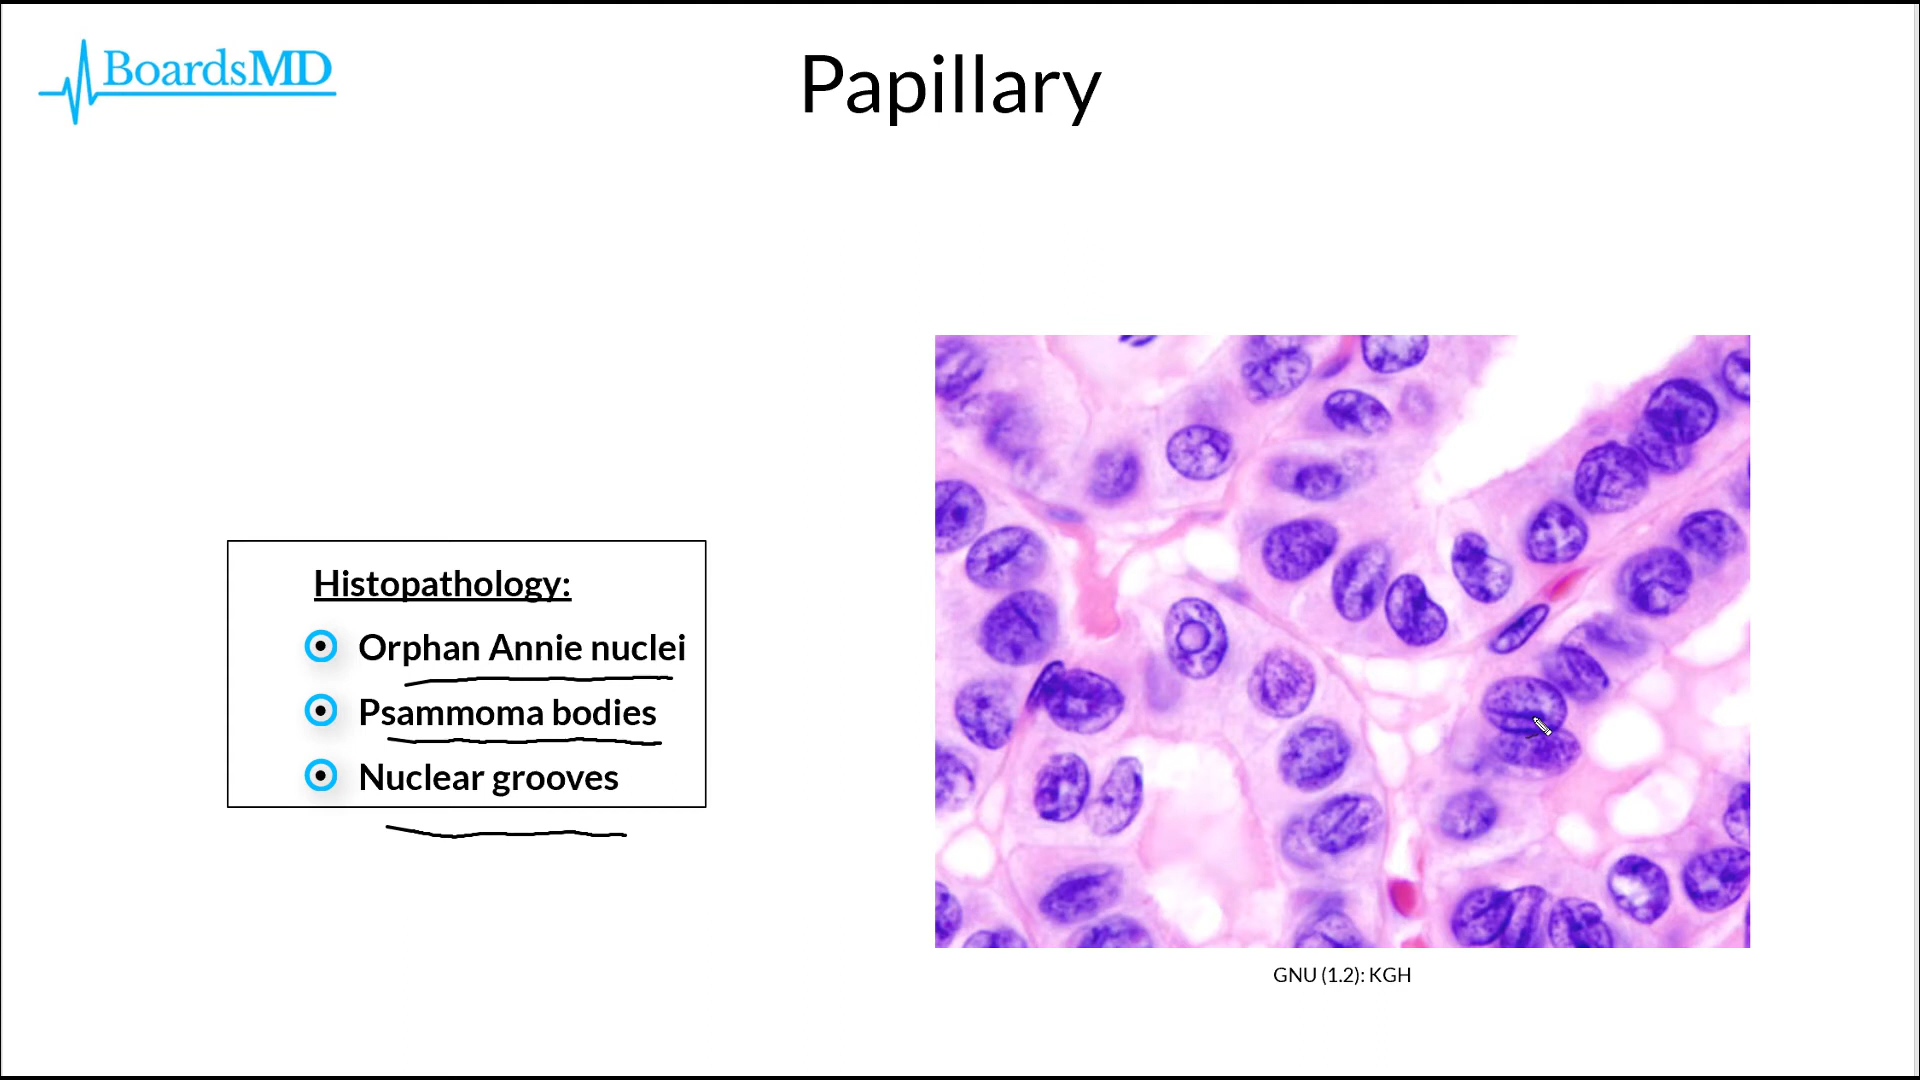 BoardsMD
Papillary
Histopathology:
Orphan Annie nuclei
Psammoma bodies
Nuclear grooves
GNU (1.2): KGH